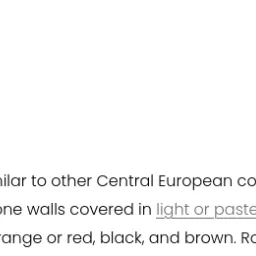 ilar to other Central European co
one walls covered in light or paste
range or red, black, and brown. Ro